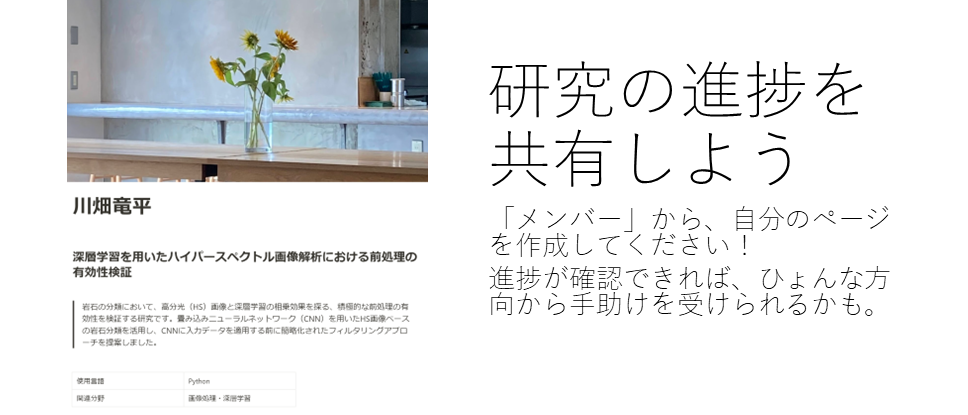 川畑竜平
深層学習を用いたハイパースペクトル画像解析における前処理の
有効性検証
岩石の分類において、高分光（HS）画像と深層学習の相乗効果を探る、積極的な前処理の有
効性を検証する研究です。畳み込みニューラルネットワーク（CNN）を用いたHS画像ベース
の岩石分類を活用し、CNNに入力データを適用する前に簡略化されたフィルタリングアプロ
ーチを提案しました。
使用言語 Python
関連分野 画像処理・深層学習
研究の進捗を
共有しよう
「メンバー」から、自分のページ
を作成してください！
進捗が確認できれば、ひょんな方
向から手助けを受けられるかも。